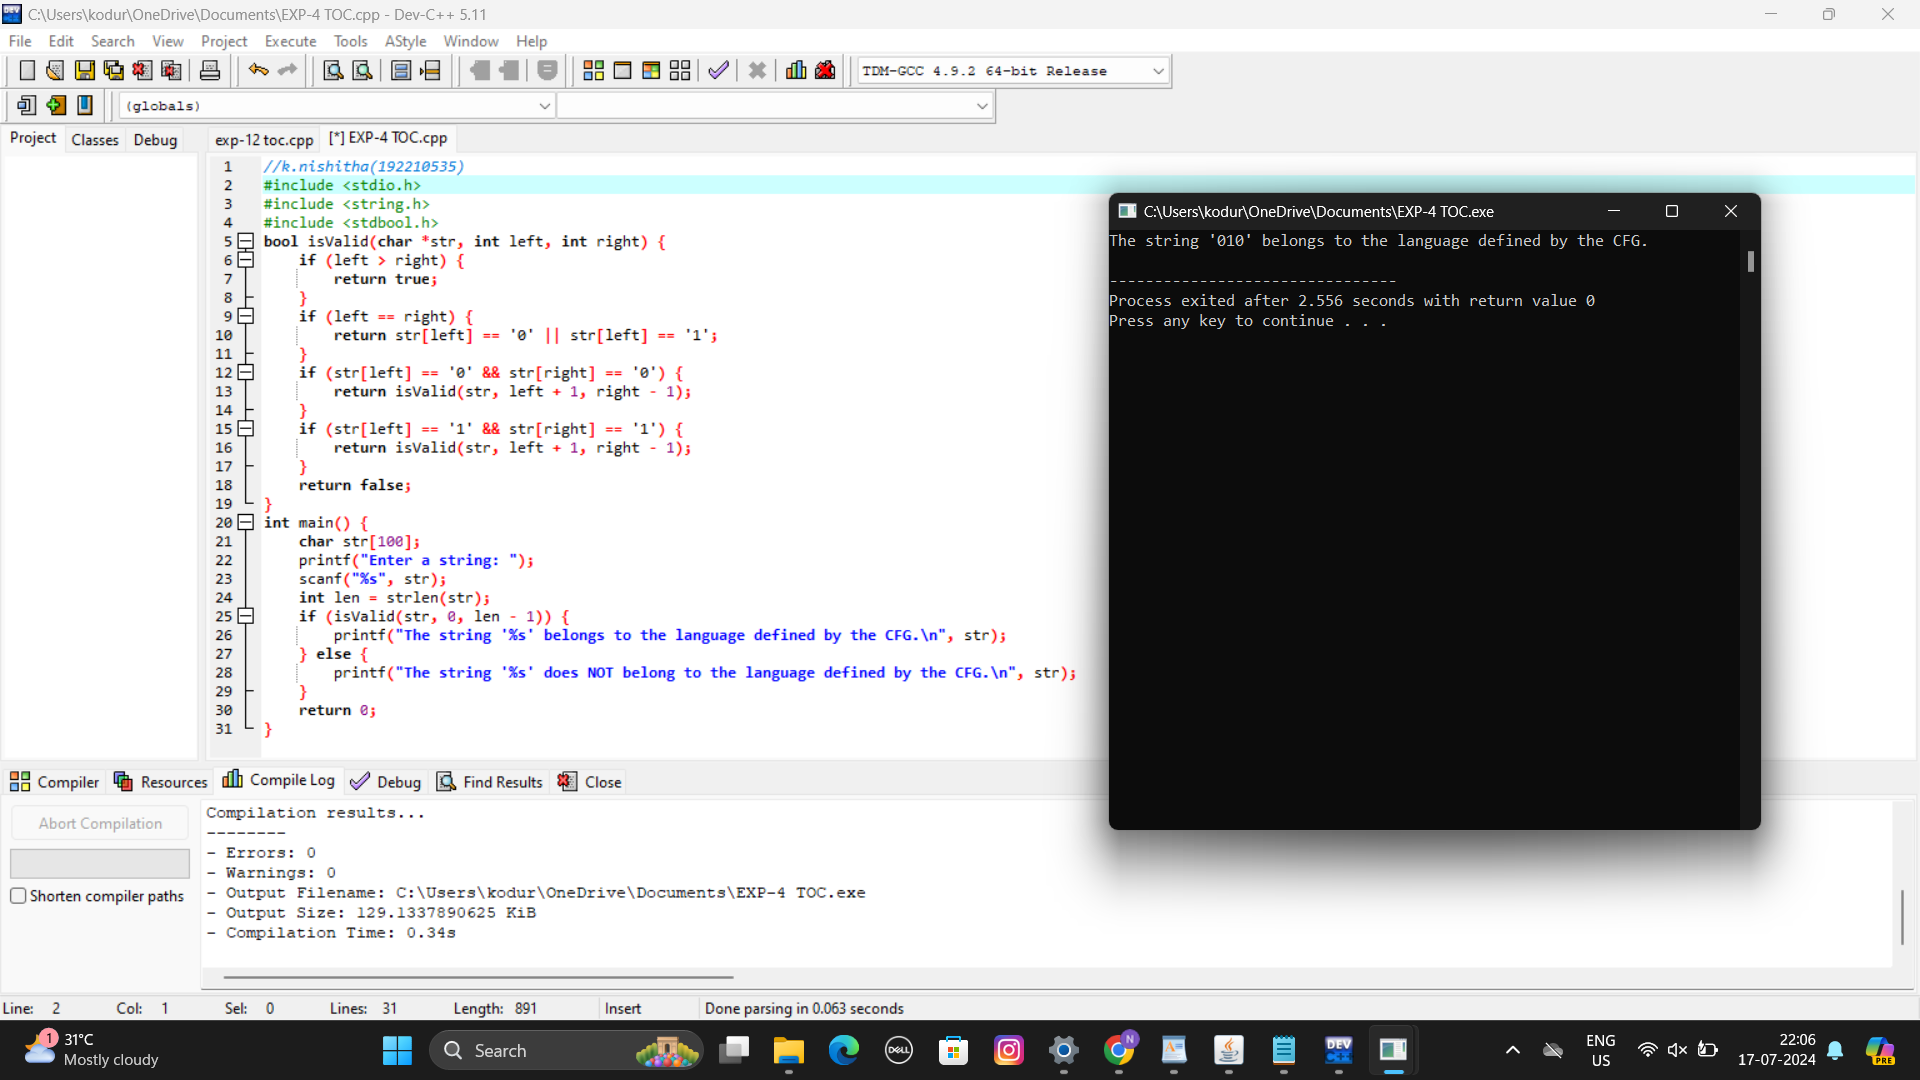 C:\Users\kodur\OneDrive\Documents\EXP-4 TOC.cpp - Dev-C++ 5.11
File Edit Search View Project Execute Tools AStyle Window Help
TDM-GCC 4.9.2 64-bit Release
(globals)
Project Classes Debug
exp-12 toc.cpp [*] EXP-4 TOC.cpp
1 //k.nishitha(192210535)
2 #include <stdio.h>
3 #include <string.h>
4 #include <stdbool.h>
5 bool isValid(char *str, int left, int right) {
6 if (left > right) {
7 return true;
8 }
9 if (left == right) {
10 return str[left] == '0' || str[left] == '1';
11 }
12 if (str[left] == '0' && str[right] == '0') {
13 return isValid(str, left + 1, right - 1);
14 }
15 if (str[left] == '1' && str[right] == '1') {
16 return isValid(str, left + 1, right - 1);
17 }
18 return false;
19 }
20 int main() {
21 char str[100];
22 printf("Enter a string: ");
23 scanf("%s", str);
24 int len = strlen(str);
25 if (isValid(str, 0, len - 1)) {
26 printf("The string '%s' belongs to the language defined by the CFG.\n", str);
27 } else {
28 printf("The string '%s' does NOT belong to the language defined by the CFG.\n", str);
29 }
30 return 0;
31 }
C:\Users\kodur\OneDrive\Documents\EXP-4 TOC.exe
The string '010' belongs to the language defined by the CFG.
--------------------------------
Process exited after 2.556 seconds with return value 0
Press any key to continue . . .
Compiler Resources Compile Log Debug Find Results Close
Abort Compilation
Shorten compiler paths
Compilation results...
--------
- Errors: 0
- Warnings: 0
- Output Filename: C:\Users\kodur\OneDrive\Documents\EXP-4 TOC.exe
- Output Size: 129.1337890625 KiB
- Compilation Time: 0.34s
Line: 2 Col: 1 Sel: 0 Lines: 31 Length: 891 Insert Done parsing in 0.063 seconds
1
31°C
Mostly cloudy
Search
DELL
N
DEV
ENG
US
22:06
17-07-2024
PRE